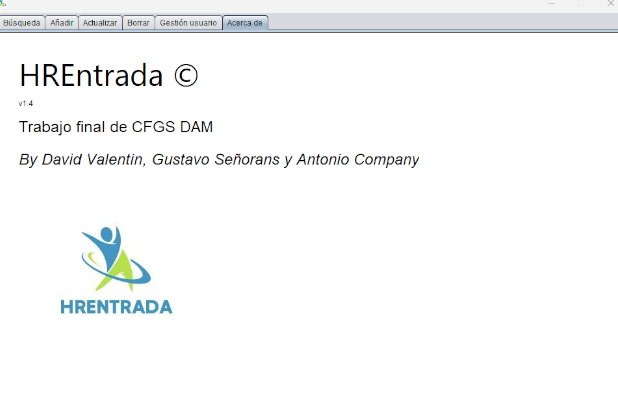 Búsqueda Añadir Actualizar Borrar Gestión usuario Acerca de
HREntrada ©
v1.4
Trabajo final de CFGS DAM
By David Valentin, Gustavo Señorans y Antonio Company
HRENTRADA